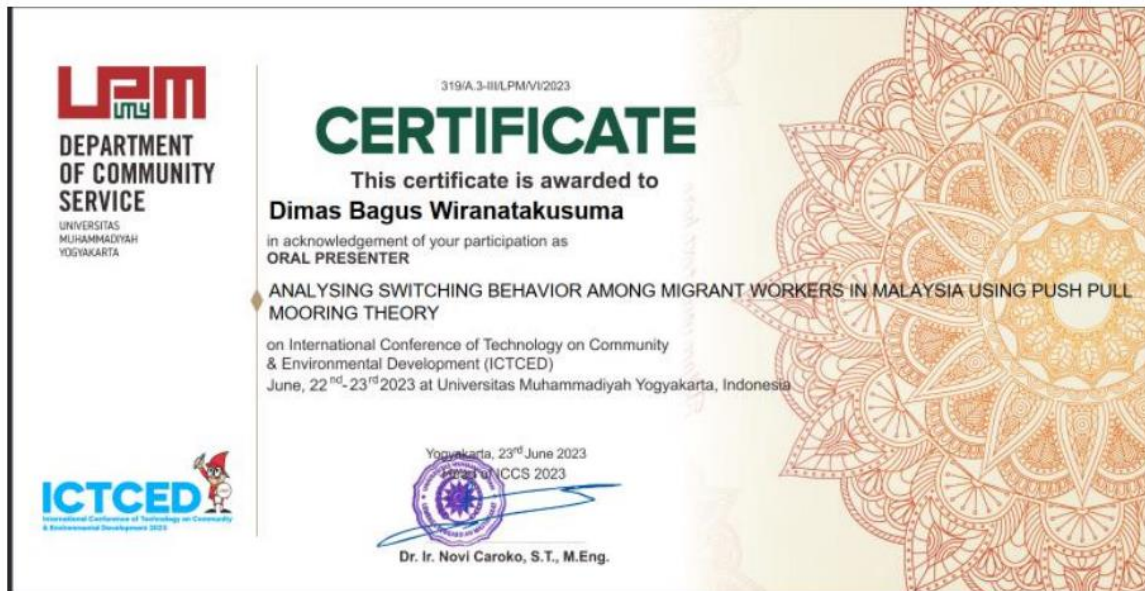 LPM
UMY
DEPARTMENT
OF COMMUNITY
SERVICE
UNIVERSITAS
MUHAMMADIYAH
YOGYAKARTA
319/A.3-III/LPM/VI/2023
CERTIFICATE
This certificate is awarded to
Dimas Bagus Wiranatakusuma
in acknowledgement of your participation as
ORAL PRESENTER
ANALYSING SWITCHING BEHAVIOR AMONG MIGRANT WORKERS IN MALAYSIA USING PUSH PULL
MOORING THEORY
on International Conference of Technology on Community
& Environmental Development (ICTCED)
June, 22nd-23rd 2023 at Universitas Muhammadiyah Yogyakarta, Indonesia
Yogyakarta, 23rd June 2023
Head of ICCS 2023
Dr. Ir. Novi Caroko, S.T., M.Eng.
ICTCED
International Conference of Technology on Community
& Environmental Development 2023